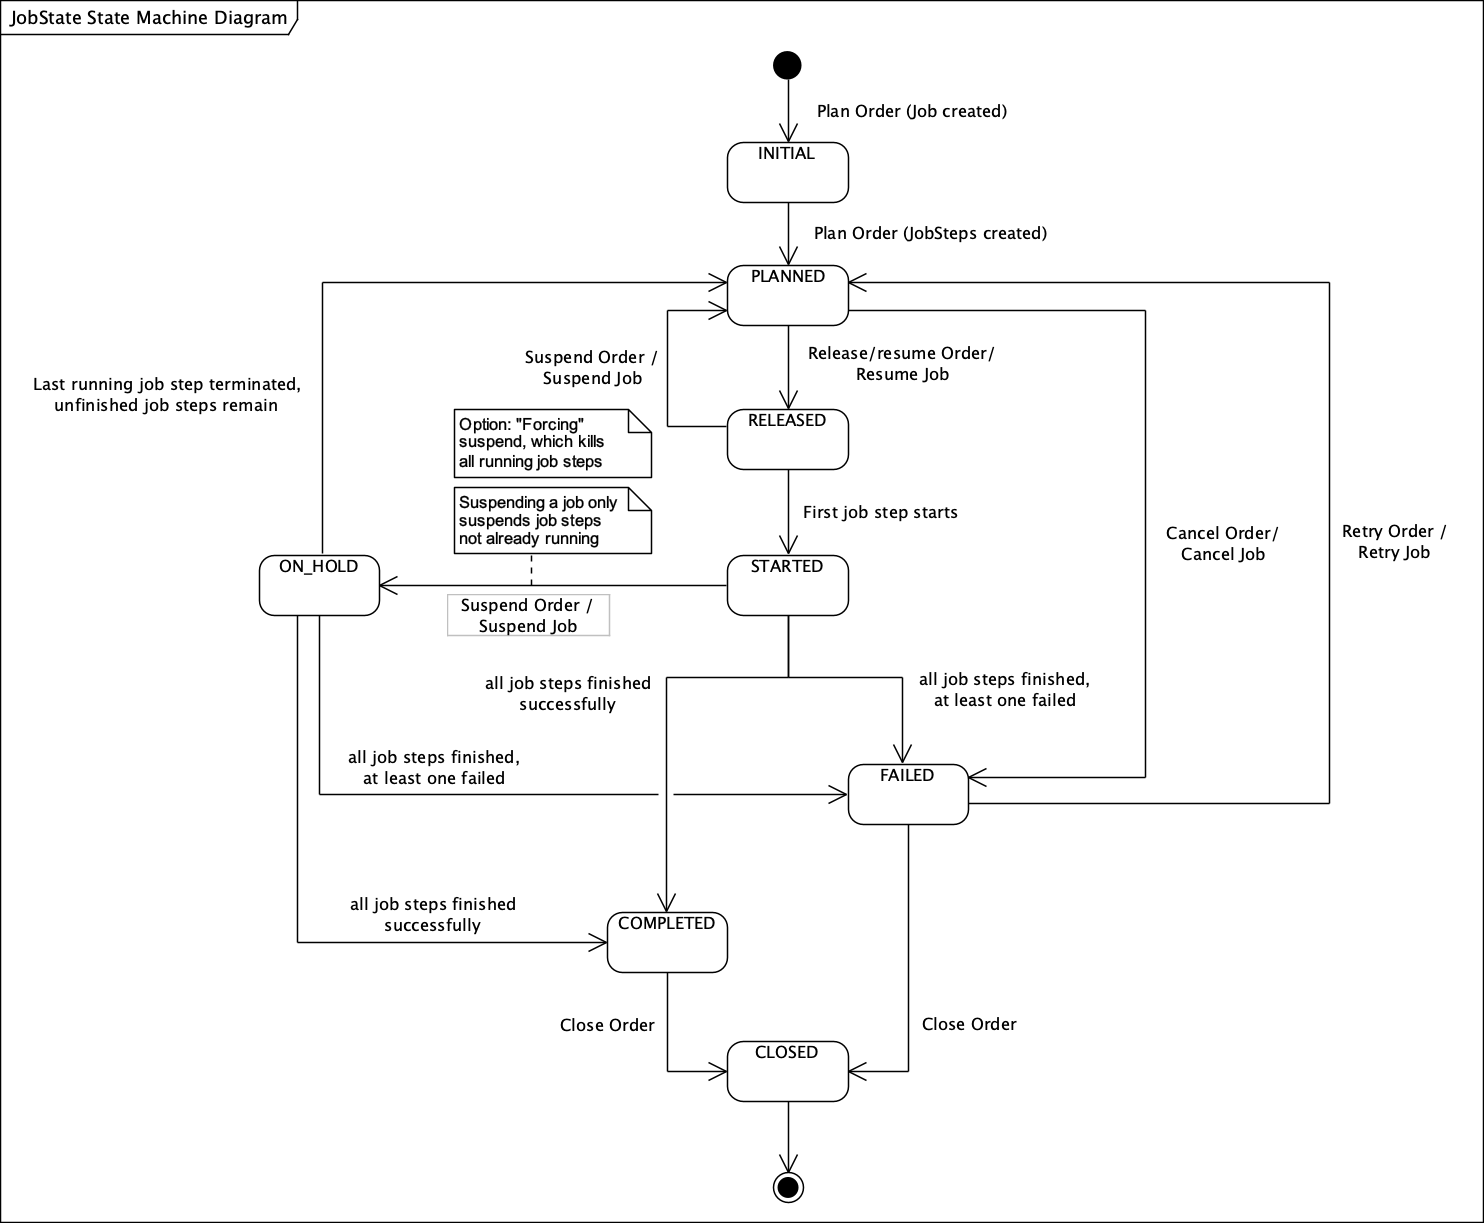 JobState State Machine Diagram
Plan Order (Job created)
INITIAL
Plan Order (JobSteps created)
PLANNED
Suspend Order /
Suspend Job
Release/resume Order/
Resume Job
Last running job step terminated,
unfinished job steps remain
RELEASED
Option: "Forcing"
suspend, which kills
all running job steps
Suspending a job only
suspends job steps
not already running
First job step starts
Cancel Order/
Cancel Job
Retry Order /
Retry Job
ON_HOLD
STARTED
Suspend Order /
Suspend Job
all job steps finished
successfully
all job steps finished,
at least one failed
all job steps finished,
at least one failed
FAILED
all job steps finished
successfully
COMPLETED
Close Order
Close Order
CLOSED